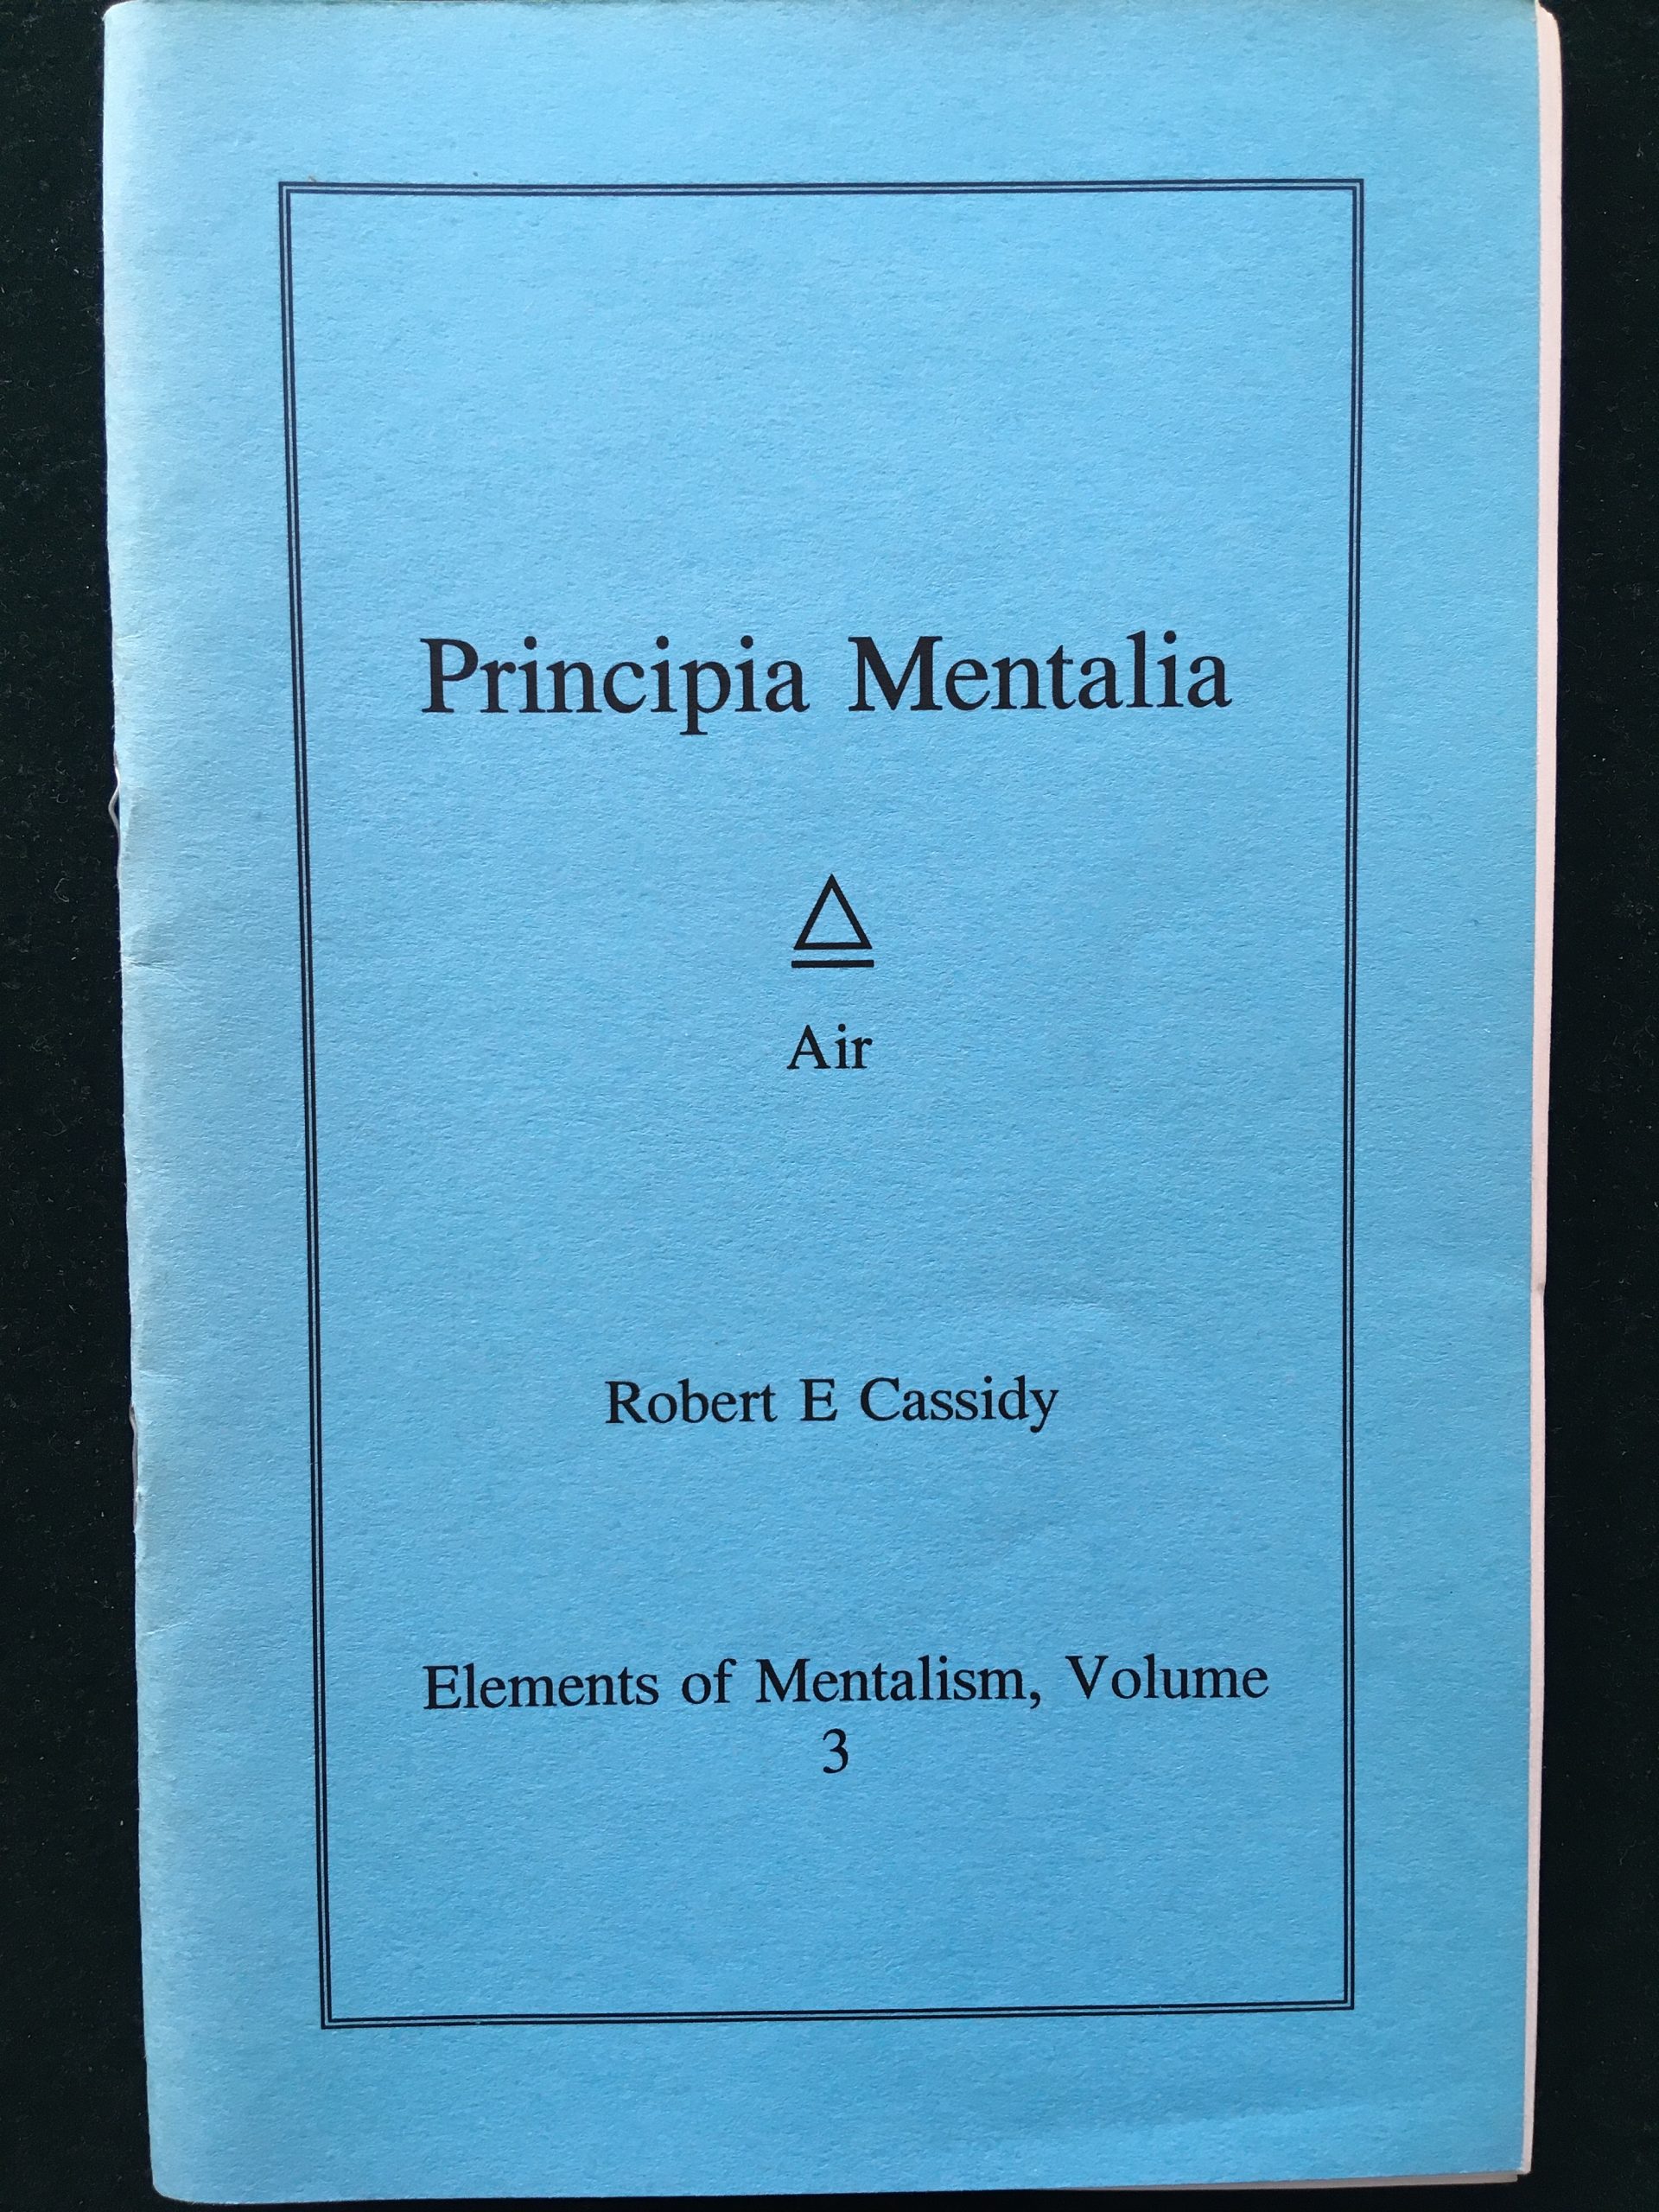 Principia Mentalia
Air
Robert E Cassidy
Elements of Mentalism, Volume
3